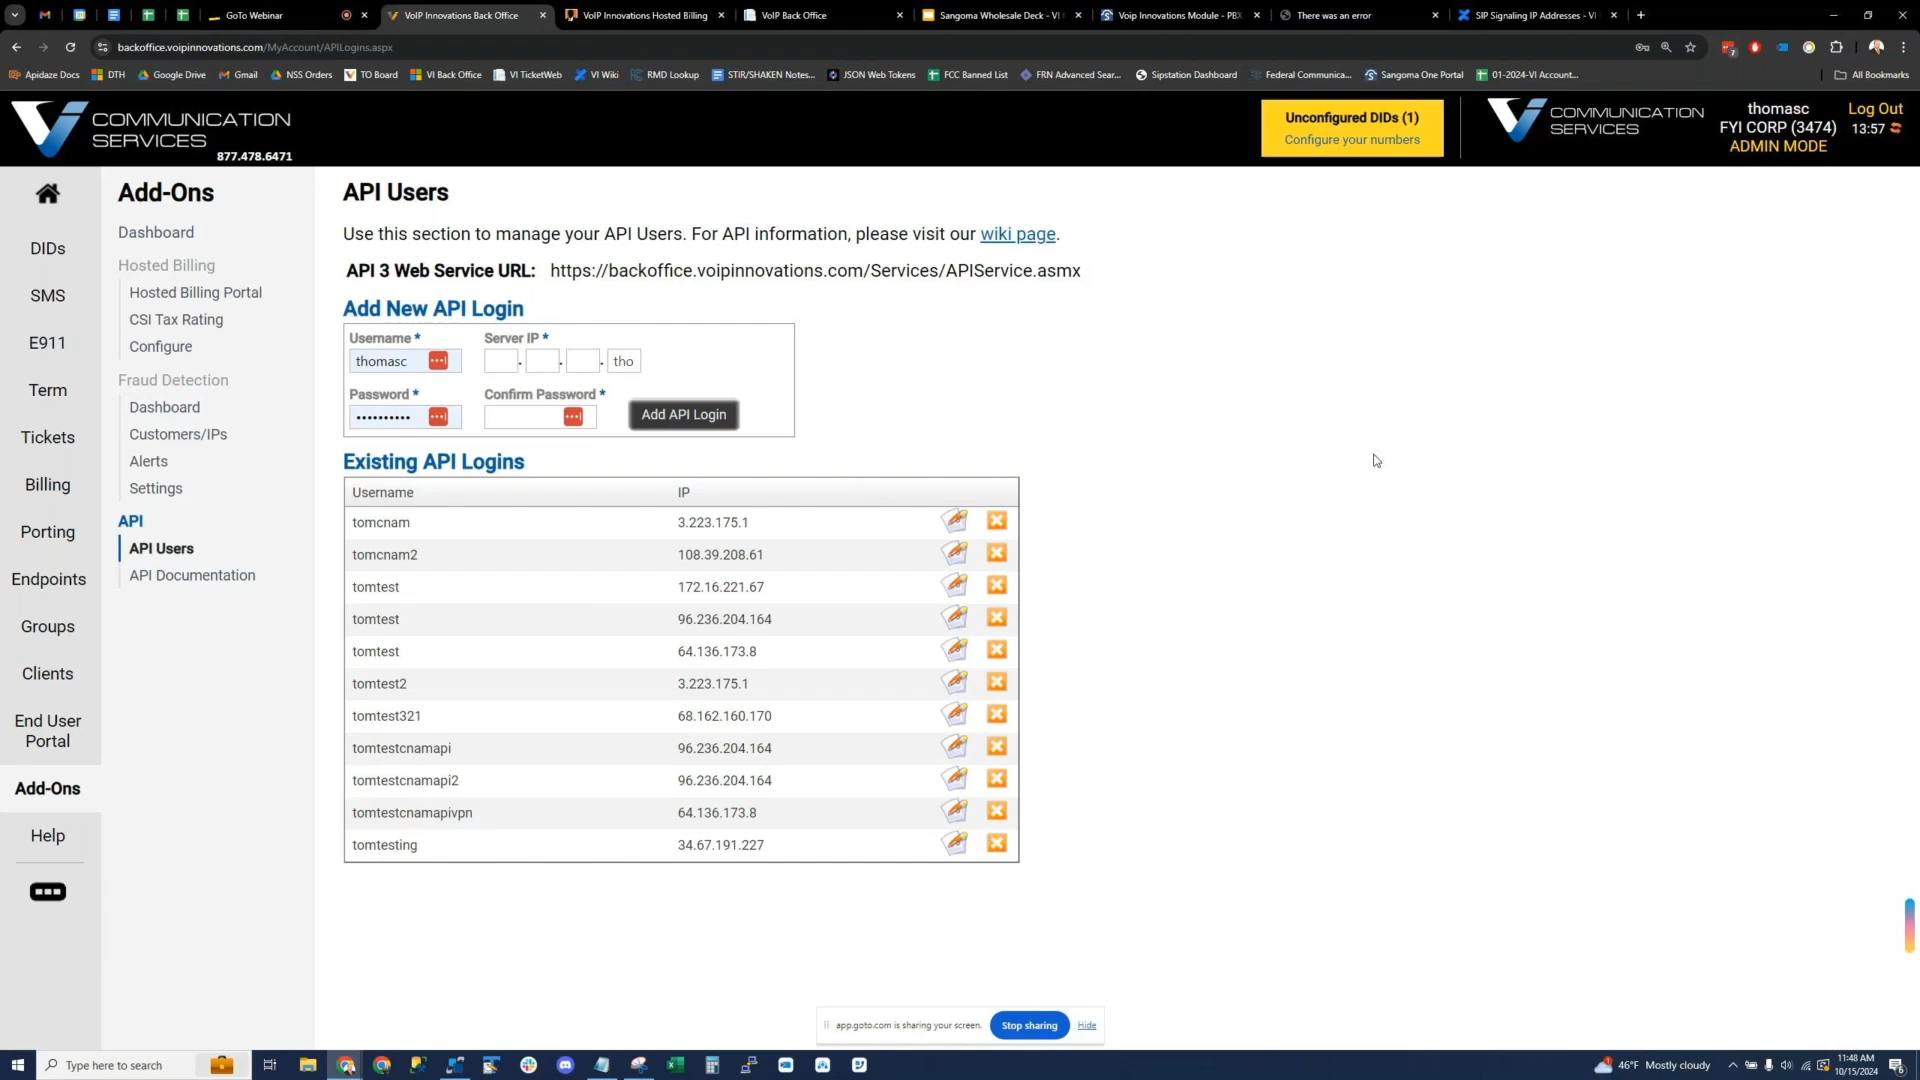 GoTo Webinar
VoIP Innovations Back Office
VoIP Innovations Hosted Billing
VoIP Back Office
Sangoma Wholesale Deck - VI
Voip Innovations Module - PBX
There was an error
SIP Signaling IP Addresses - VI
backoffice.voipinnovations.com/MyAccount/APILogins.aspx
Apidaze Docs
DTH
Google Drive
Gmail
NSS Orders
TO Board
VI Back Office
VI TicketWeb
VI Wiki
RMD Lookup
STIR/SHAKEN Notes...
JSON Web Tokens
FCC Banned List
FRN Advanced Sear...
Sipstation Dashboard
Federal Communica...
Sangoma One Portal
01-2024-VI Account...
All Bookmarks
COMMUNICATION
SERVICES
877.478.6471
Unconfigured DIDs (1)
Configure your numbers
COMMUNICATION
SERVICES
thomasc
FYI CORP (3474)
ADMIN MODE
Log Out
13:57
DIDs
SMS
E911
Term
Tickets
Billing
Porting
Endpoints
Groups
Clients
End User
Portal
Add-Ons
Help
Add-Ons
Dashboard
Hosted Billing
Hosted Billing Portal
CSI Tax Rating
Configure
Fraud Detection
Dashboard
Customers/IPs
Alerts
Settings
API
API Users
API Documentation
API Users
Use this section to manage your API Users. For API information, please visit our wiki page.
API 3 Web Service URL: https://backoffice.voipinnovations.com/Services/APIService.asmx
Add New API Login
Username * Server IP *
thomasc . . . tho
Password * Confirm Password *
•••••••••• Add API Login
Existing API Logins
Username IP
tomcnam 3.223.175.1
tomcnam2 108.39.208.61
tomtest 172.16.221.67
tomtest 96.236.204.164
tomtest 64.136.173.8
tomtest2 3.223.175.1
tomtest321 68.162.160.170
tomtestcnamapi 96.236.204.164
tomtestcnamapi2 96.236.204.164
tomtestcnamapivpn 64.136.173.8
tomtesting 34.67.191.227
app.goto.com is sharing your screen. Stop sharing Hide
Type here to search
46°F Mostly cloudy
11:48 AM
10/15/2024